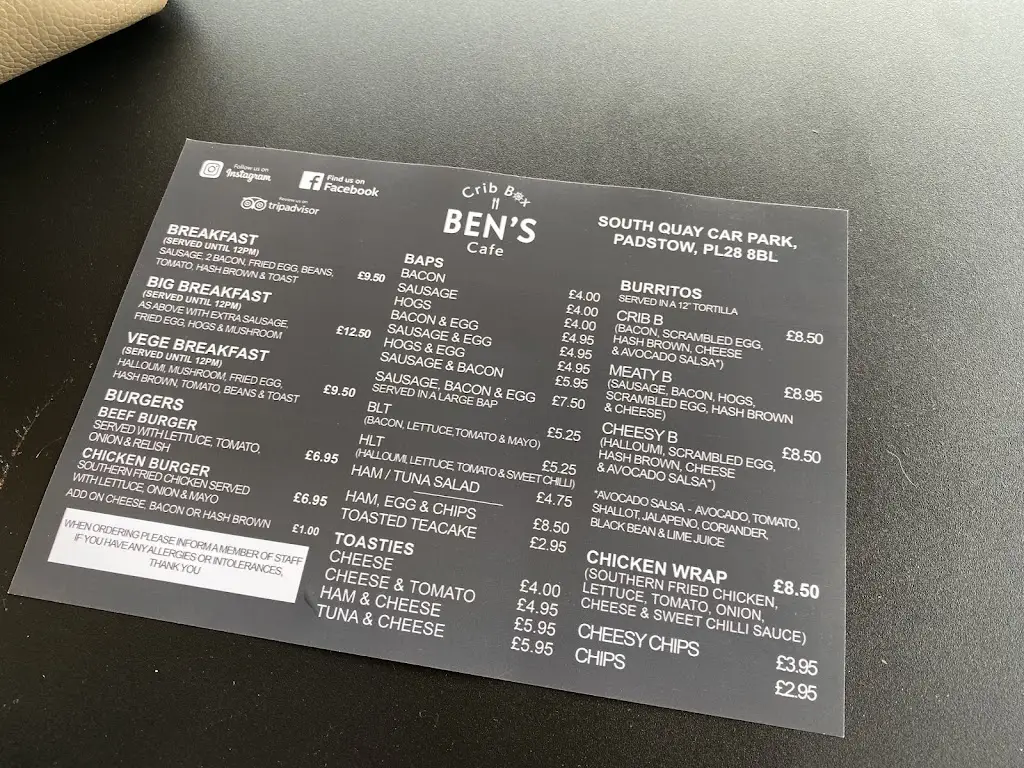 Follow us on
Instagram
Find us on
Facebook
Review us on
tripadvisor
Crib Box
BEN'S
Cafe
SOUTH QUAY CAR PARK,
PADSTOW, PL28 8BL
BREAKFAST
(SERVED UNTIL 12PM)
SAUSAGE, 2 BACON, FRIED EGG, BEANS,
TOMATO, HASH BROWN & TOAST £9.50
BIG BREAKFAST
(SERVED UNTIL 12PM)
AS ABOVE WITH EXTRA SAUSAGE,
FRIED EGG, HOGS & MUSHROOM £12.50
VEGE BREAKFAST
(SERVED UNTIL 12PM)
HALLOUMI, MUSHROOM, FRIED EGG,
HASH BROWN, TOMATO, BEANS & TOAST £9.50
BURGERS
BEEF BURGER
SERVED WITH LETTUCE, TOMATO,
ONION & RELISH £6.95
CHICKEN BURGER
SOUTHERN FRIED CHICKEN SERVED
WITH LETTUCE, ONION & MAYO £6.95
ADD ON CHEESE, BACON OR HASH BROWN £1.00
WHEN ORDERING PLEASE INFORM A MEMBER OF STAFF
IF YOU HAVE ANY ALLERGIES OR INTOLERANCES,
THANK YOU
BAPS
BACON £4.00
SAUSAGE £4.00
HOGS £4.00
BACON & EGG £4.95
SAUSAGE & EGG £4.95
HOGS & EGG £4.95
SAUSAGE & BACON £5.95
SAUSAGE, BACON & EGG £7.50
SERVED IN A LARGE BAP
BLT
(BACON, LETTUCE,TOMATO & MAYO) £5.25
HLT
(HALLOUMI, LETTUCE, TOMATO & SWEET CHILLI) £5.25
HAM / TUNA SALAD £4.75
HAM, EGG & CHIPS £8.50
TOASTED TEACAKE £2.95
TOASTIES
CHEESE £4.00
CHEESE & TOMATO £4.95
HAM & CHEESE £5.95
TUNA & CHEESE £5.95
BURRITOS
SERVED IN A 12" TORTILLA
CRIB B £8.50
(BACON, SCRAMBLED EGG,
HASH BROWN, CHEESE
& AVOCADO SALSA*)
MEATY B £8.95
(SAUSAGE, BACON, HOGS,
SCRAMBLED EGG, HASH BROWN
& CHEESE)
CHEESY B £8.50
(HALLOUMI, SCRAMBLED EGG,
HASH BROWN, CHEESE
& AVOCADO SALSA*)
*AVOCADO SALSA - AVOCADO, TOMATO,
SHALLOT, JALAPENO, CORIANDER,
BLACK BEAN & LIME JUICE
CHICKEN WRAP £8.50
(SOUTHERN FRIED CHICKEN,
LETTUCE, TOMATO, ONION,
CHEESE & SWEET CHILLI SAUCE)
CHEESY CHIPS £3.95
CHIPS £2.95